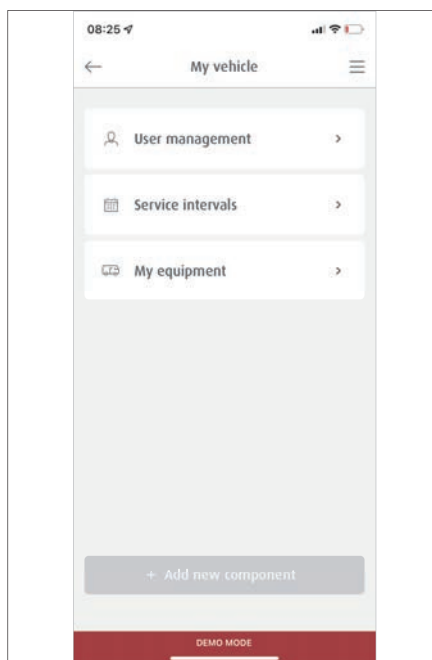 08:25
My vehicle
User management
Service intervals
My equipment
+ Add new component
DEMO MODE